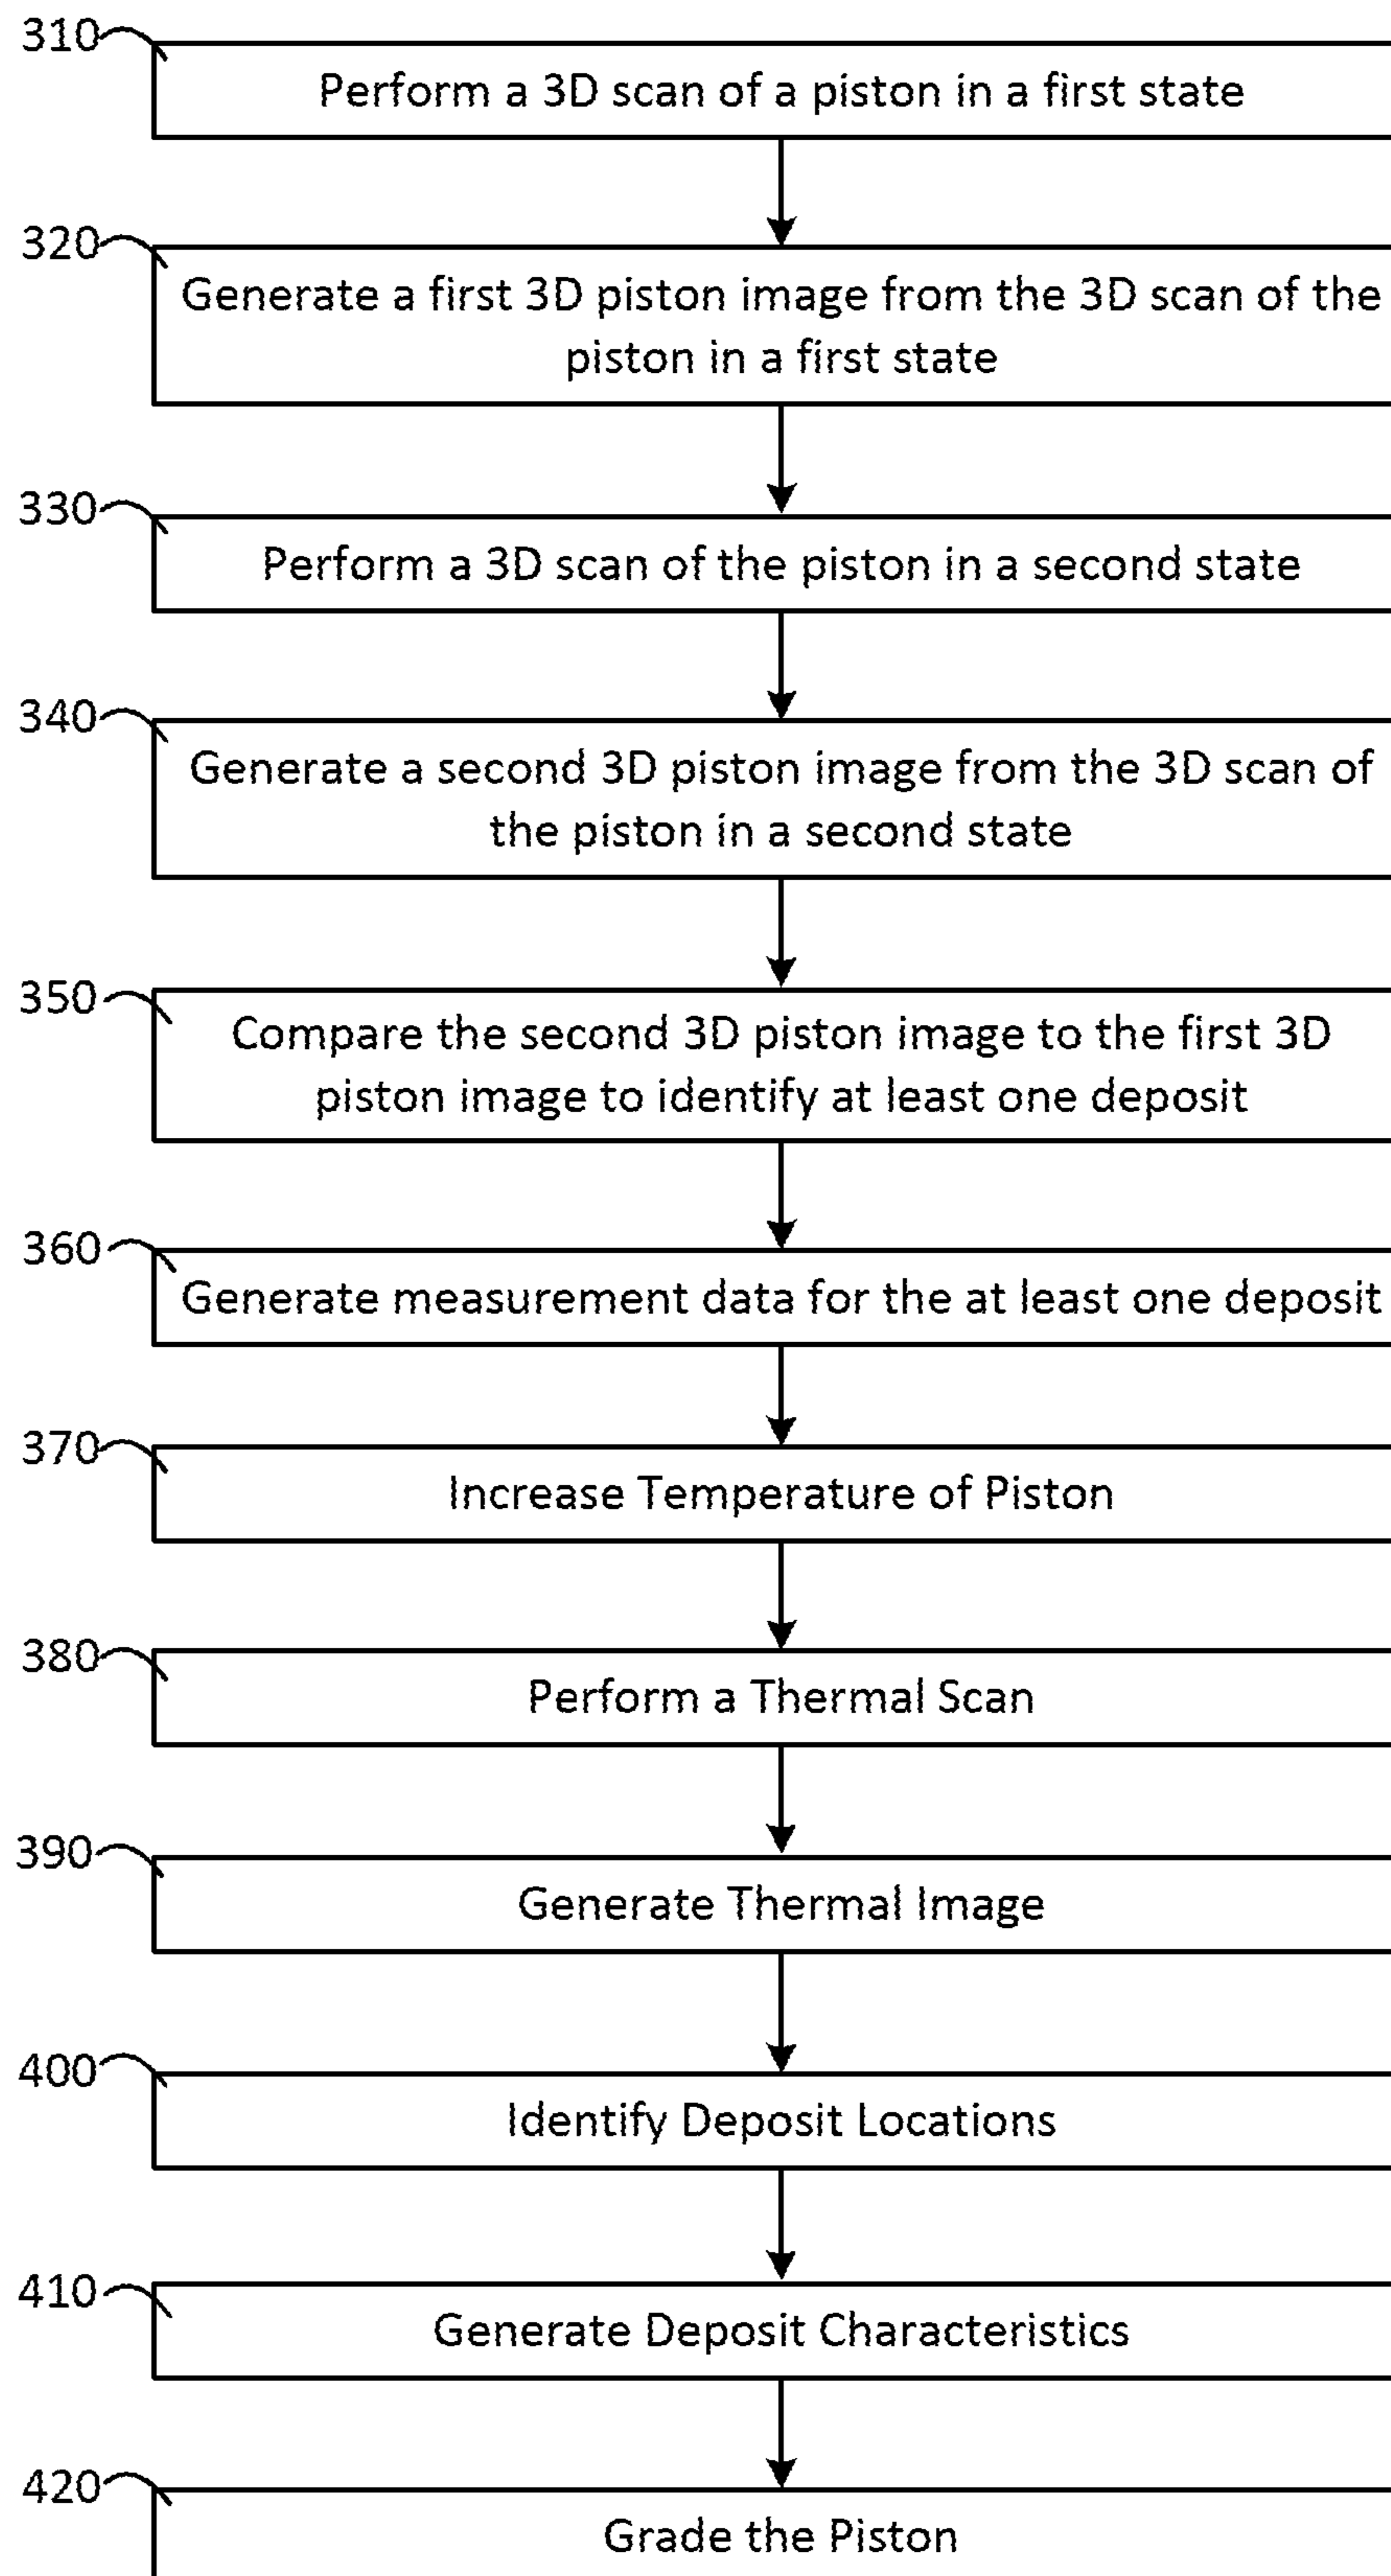 310
Perform a 3D scan of a piston in a first state
320
Generate a first 3D piston image from the 3D scan of the
piston in a first state
330
Perform a 3D scan of the piston in a second state
340
Generate a second 3D piston image from the 3D scan of
the piston in a second state
350
Compare the second 3D piston image to the first 3D
piston image to identify at least one deposit
360
Generate measurement data for the at least one deposit
370
Increase Temperature of Piston
380
Perform a Thermal Scan
390
Generate Thermal Image
400
Identify Deposit Locations
410
Generate Deposit Characteristics
420
Grade the Piston